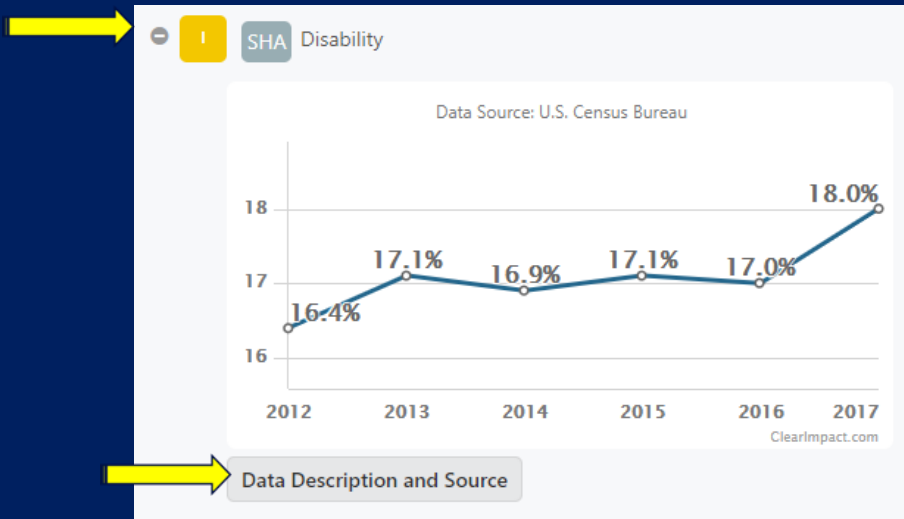 I SHA Disability
Data Source: U.S. Census Bureau
18.0%
18
17.1% 16.9% 17.1% 17.0%
17
16.4%
16
2012 2013 2014 2015 2016 2017
ClearImpact.com
Data Description and Source